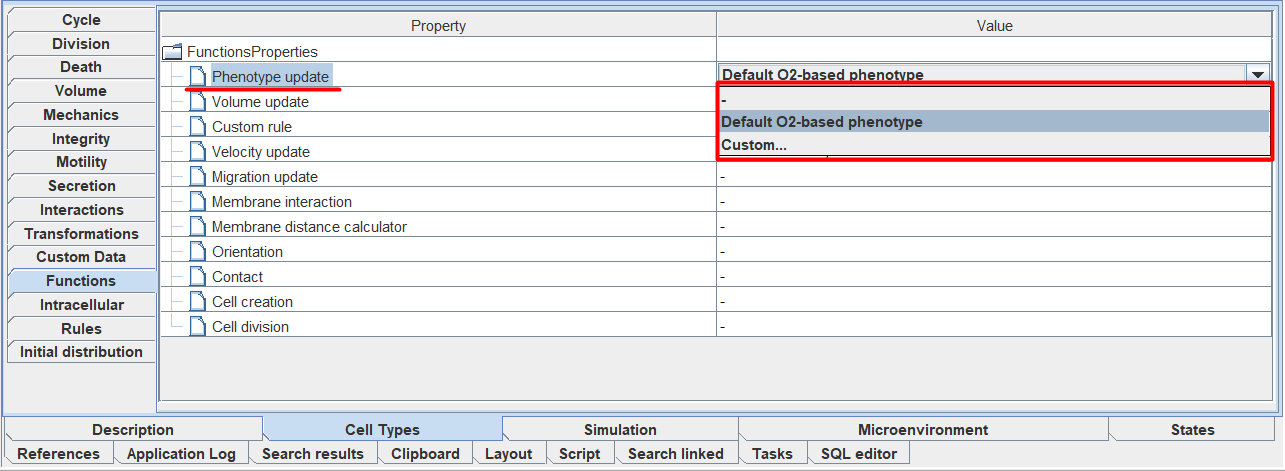 Cycle
Division
Death
Volume
Mechanics
Integrity
Motility
Secretion
Interactions
Transformations
Custom Data
Functions
Intracellular
Rules
Initial distribution
Property Value
FunctionsProperties
Phenotype update Default O2-based phenotype
-
Volume update
Default O2-based phenotype
Custom rule
Custom...
Velocity update
Migration update -
Membrane interaction -
Membrane distance calculator -
Orientation -
Contact -
Cell creation -
Cell division -
Description Cell Types Simulation Microenvironment States
References Application Log Search results Clipboard Layout Script Search linked Tasks SQL editor